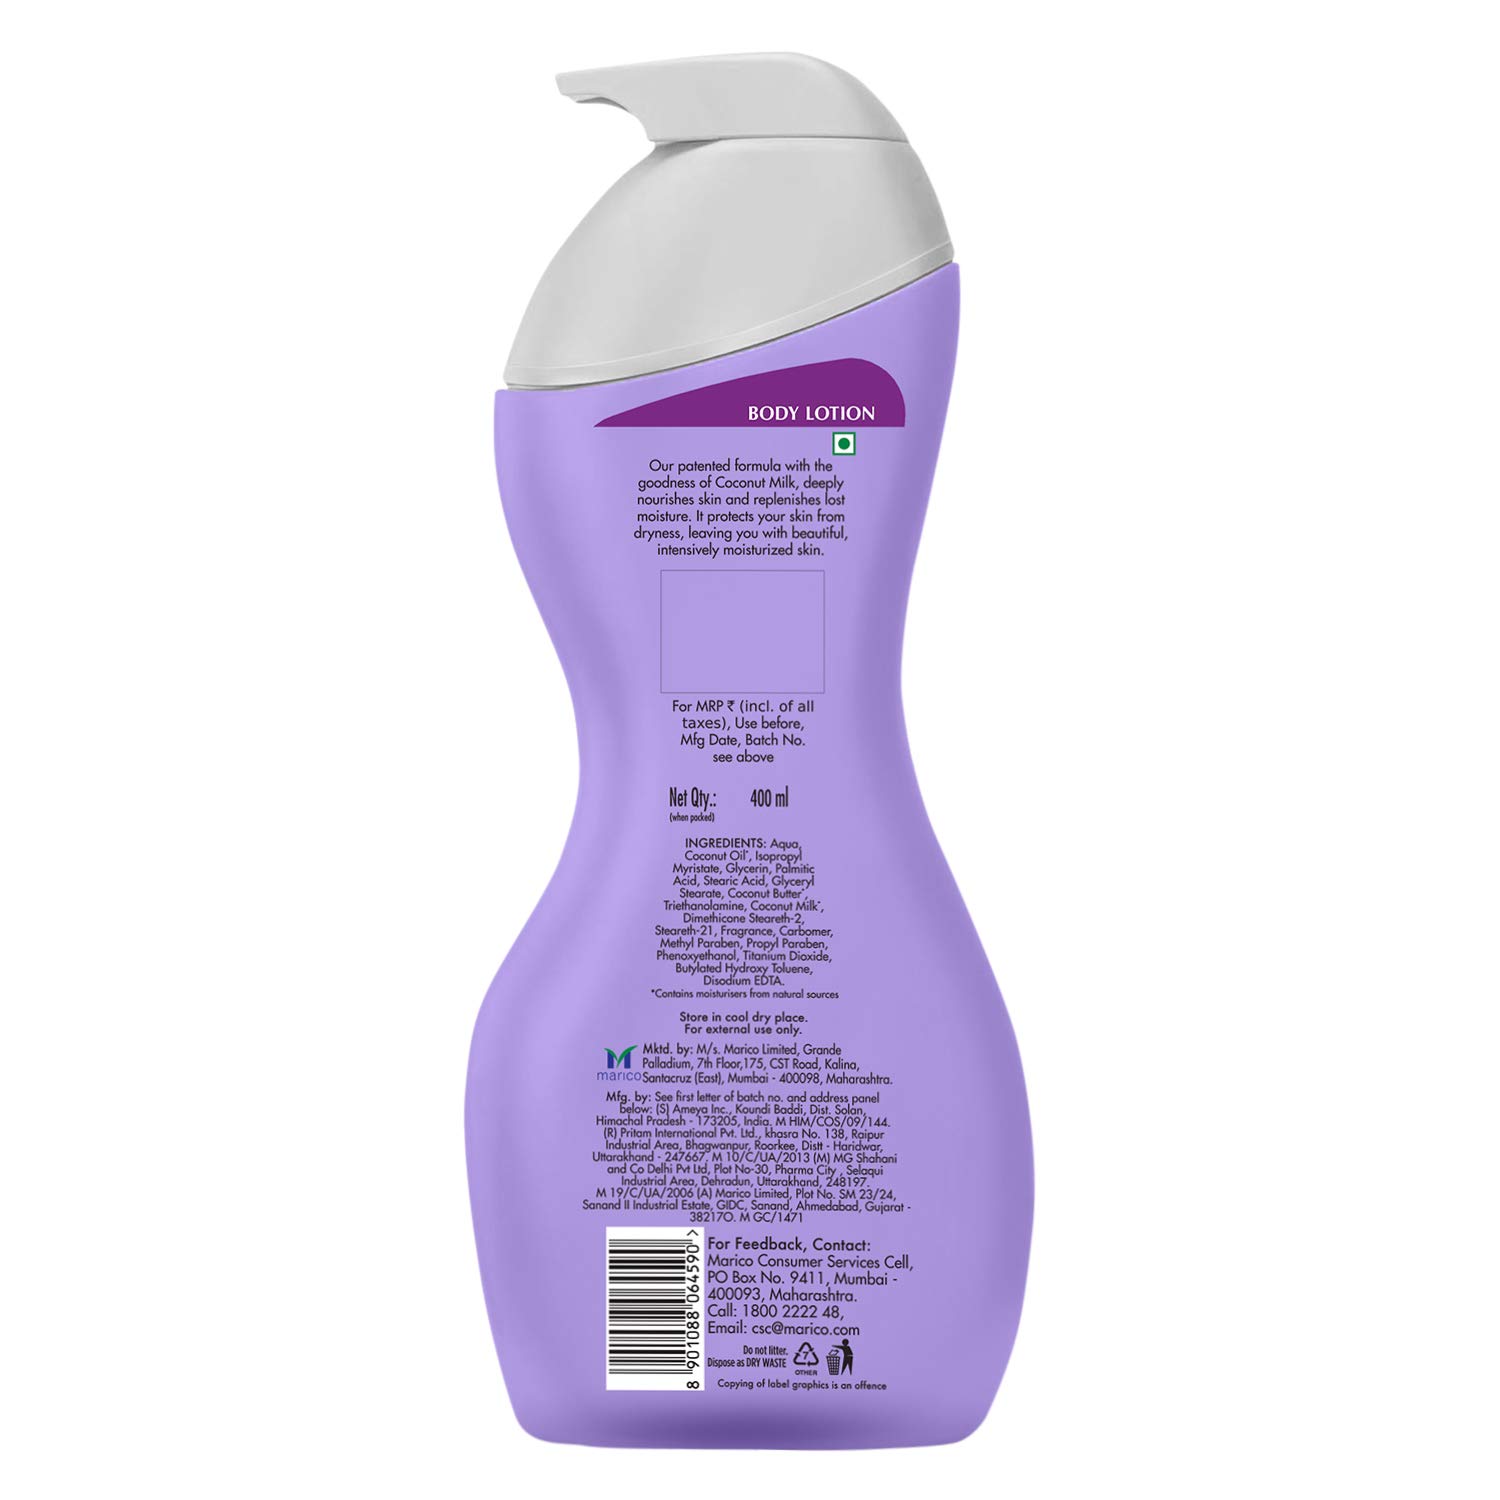 BODY LOTION
Our patented formula with the
goodness of Coconut Milk, deeply
nourishes skin and replenishes lost
moisture. It protects your skin from
dryness, leaving you with beautiful,
intensively moisturized skin.
For MRP ₹ (incl. of all
taxes), Use before,
Mfg Date, Batch No.
see above
Net Qty.: 400 ml
(when packed)
INGREDIENTS: Aqua,
Coconut Oil*, Isopropyl
Myristate, Glycerin, Palmitic
Acid, Stearic Acid, Glyceryl
Stearate, Coconut Butter*,
Triethanolamine, Coconut Milk*,
Dimethicone Steareth-2,
Steareth-21, Fragrance, Carbomer,
Methyl Paraben, Propyl Paraben,
Phenoxyethanol, Titanium Dioxide,
Butylated Hydroxy Toluene,
Disodium EDTA.
*Contains moisturisers from natural sources
Store in cool dry place.
For external use only.
marico
Mktd. by: M/s. Marico Limited, Grande
Palladium, 7th Floor,175, CST Road, Kalina,
Santacruz (East), Mumbai - 400098, Maharashtra.
Mfg. by: See first letter of batch no. and address panel
below: (S) Ameya Inc., Koundi Baddi, Dist. Solan,
Himachal Pradesh - 173205, India. M HIM/COS/09/144.
(R) Pritam International Pvt. Ltd., khasra No. 138, Raipur
Industrial Area, Bhagwanpur, Roorkee, Distt - Haridwar,
Uttarakhand - 247667. M 10/C/UA/2013 (M) MG Shahani
and Co Delhi Pvt Ltd, Plot No-30, Pharma City , Selaqui
Industrial Area, Dehradun, Uttarakhand, 248197.
M 19/C/UA/2006 (A) Marico Limited, Plot No. SM 23/24,
Sanand II Industrial Estate, GIDC, Sanand, Ahmedabad, Gujarat -
382170. M GC/1471
8 901088 064590 >
For Feedback, Contact:
Marico Consumer Services Cell,
PO Box No. 9411, Mumbai -
400093, Maharashtra.
Call: 1800 2222 48,
Email: csc@marico.com
Do not litter.
Dispose as DRY WASTE
7
OTHER
Copying of label graphics is an offence